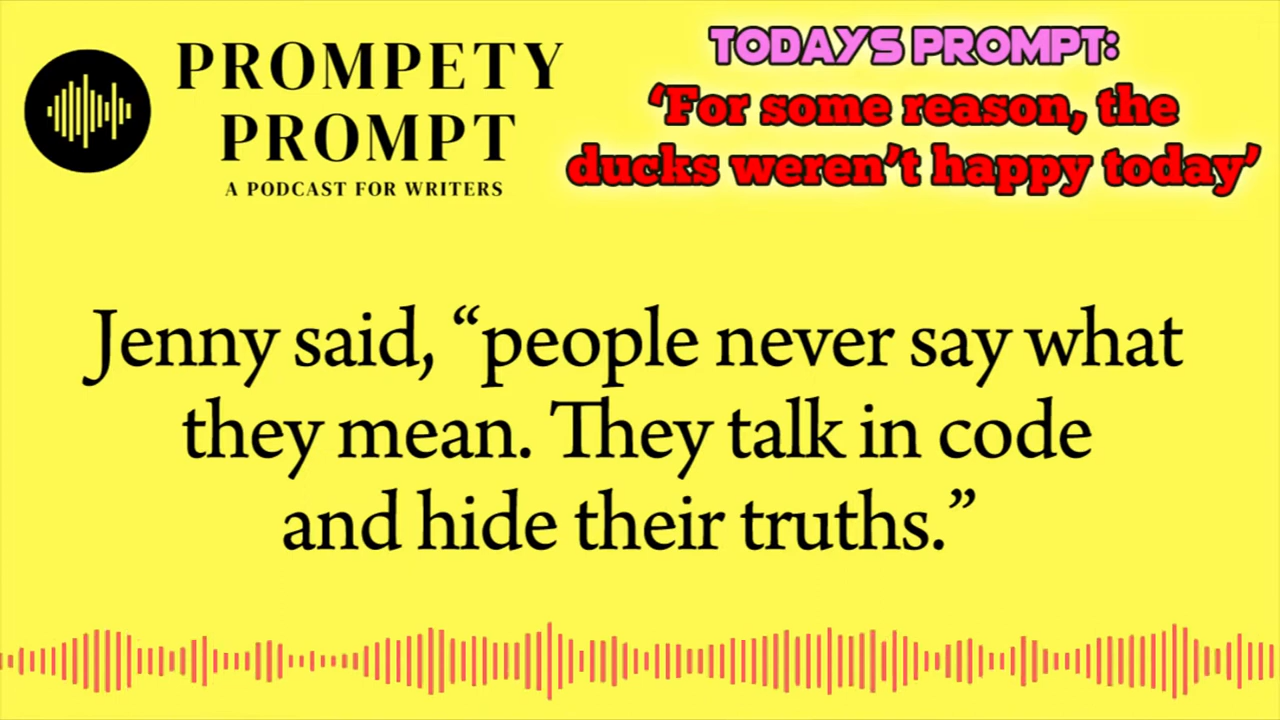 PROMPETY
PROMPT
A PODCAST FOR WRITERS
TODAY'S PROMPT:
‘For some reason, the
ducks weren’t happy today’
Jenny said, “people never say what
they mean. They talk in code
and hide their truths.”